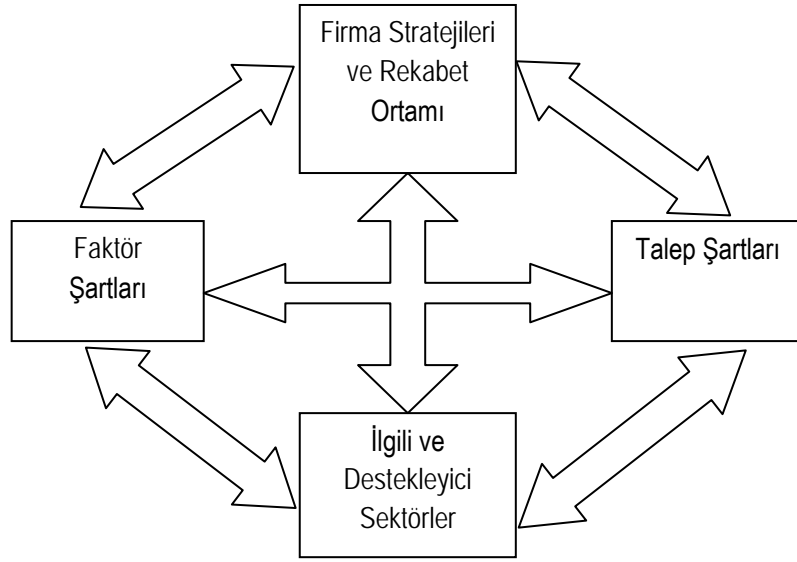 Firma Stratejileri
ve Rekabet
Ortamı
Faktör
Şartları
Talep Şartları
İlgili ve
Destekleyici
Sektörler